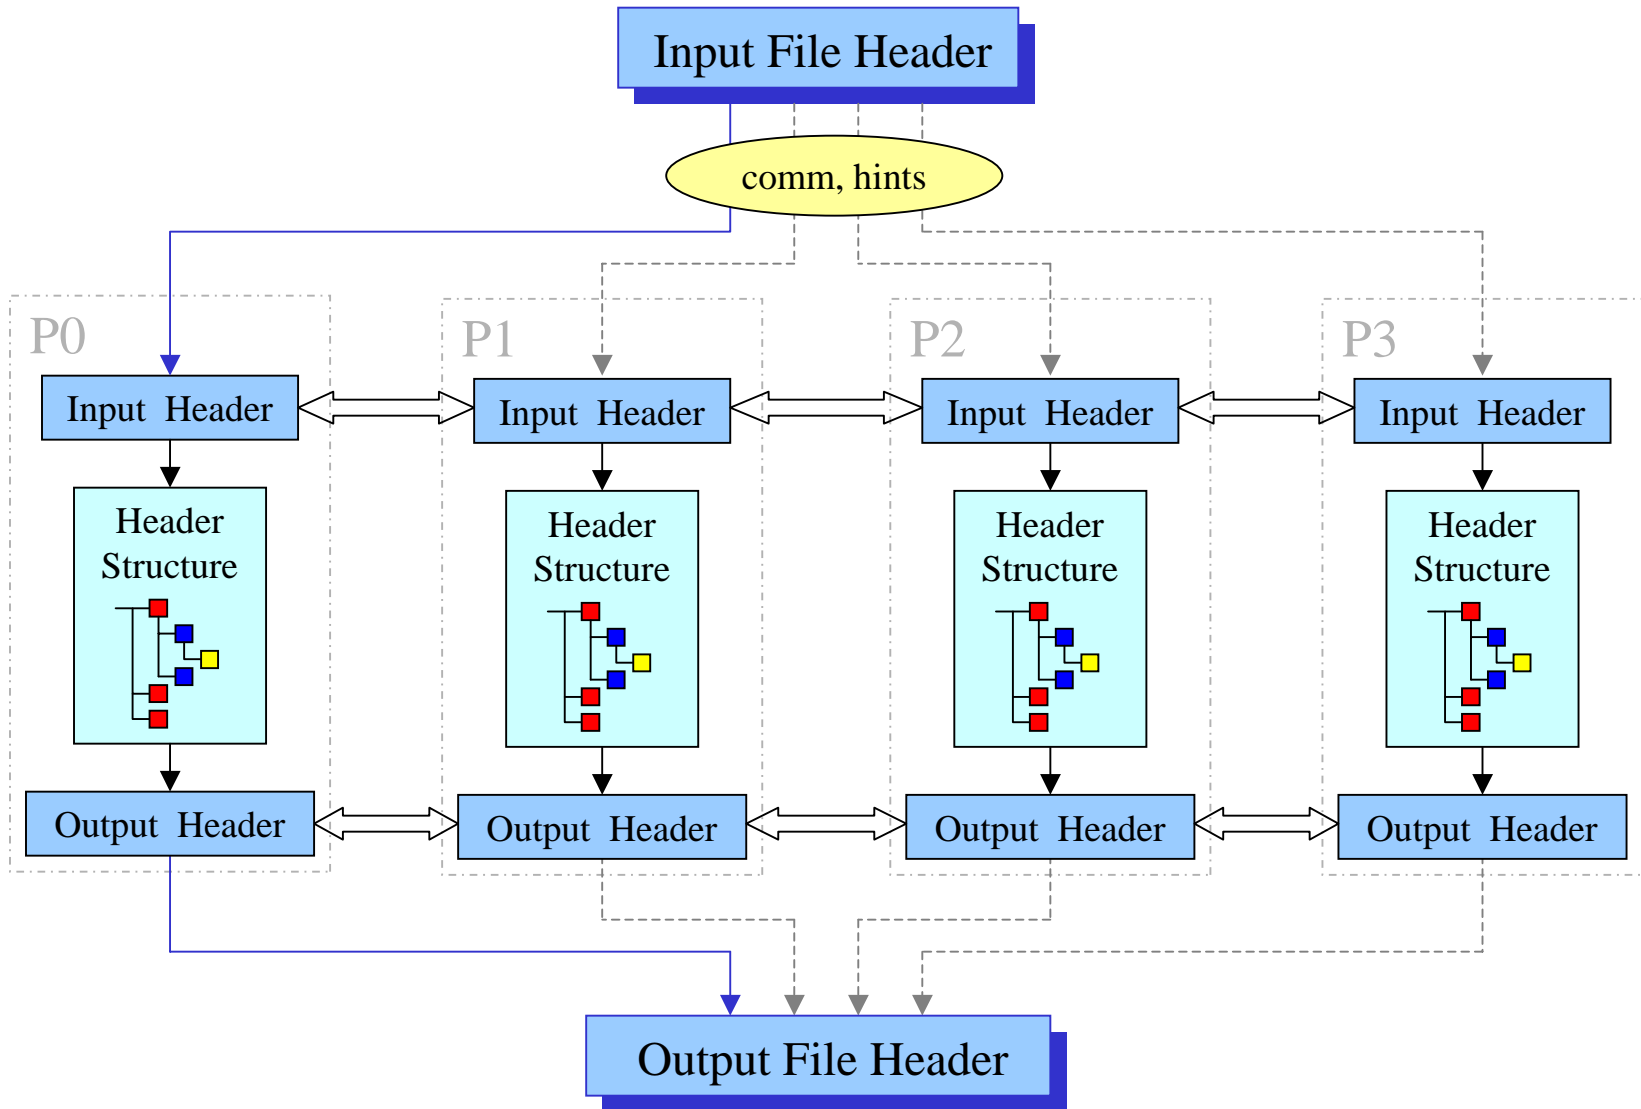 Input File Header
comm, hints
P0
P1
P2
P3
Input Header
Input Header
Input Header
Input Header
Header
Structure
Header
Structure
Header
Structure
Header
Structure
Output Header
Output Header
Output Header
Output Header
Output File Header